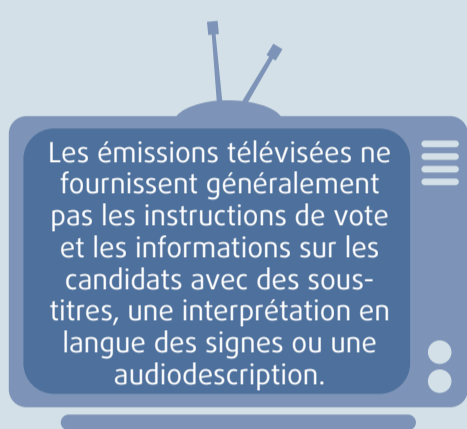 Les émissions télévisées ne
fournissent généralement
pas les instructions de vote
et les informations sur les
candidats avec des sous-
titres, une interprétation en
langue des signes ou une
audiodescription.